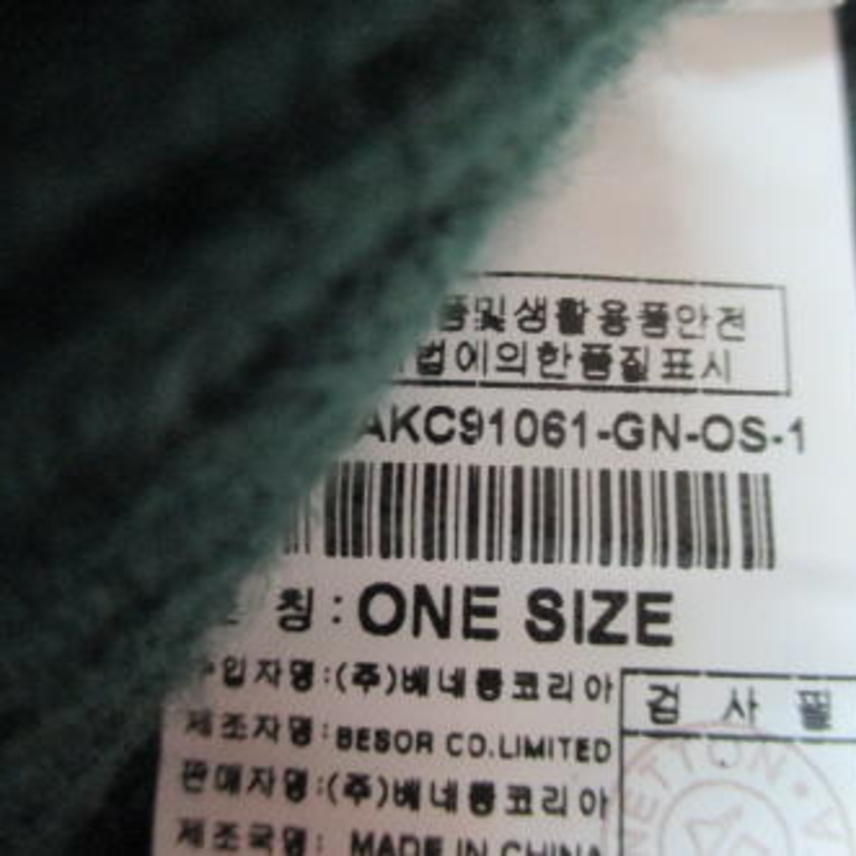 품및생활용품안전
법에의한품질표시
AKC91061-GN-OS-1
칭:ONE SIZE
수입자명:(주)베네통코리아
검 사 필
제조자명:BESOR CO.LIMITED
판매자명:(주)베네통코리아
제조국명: MADE IN CHINA
NETTON